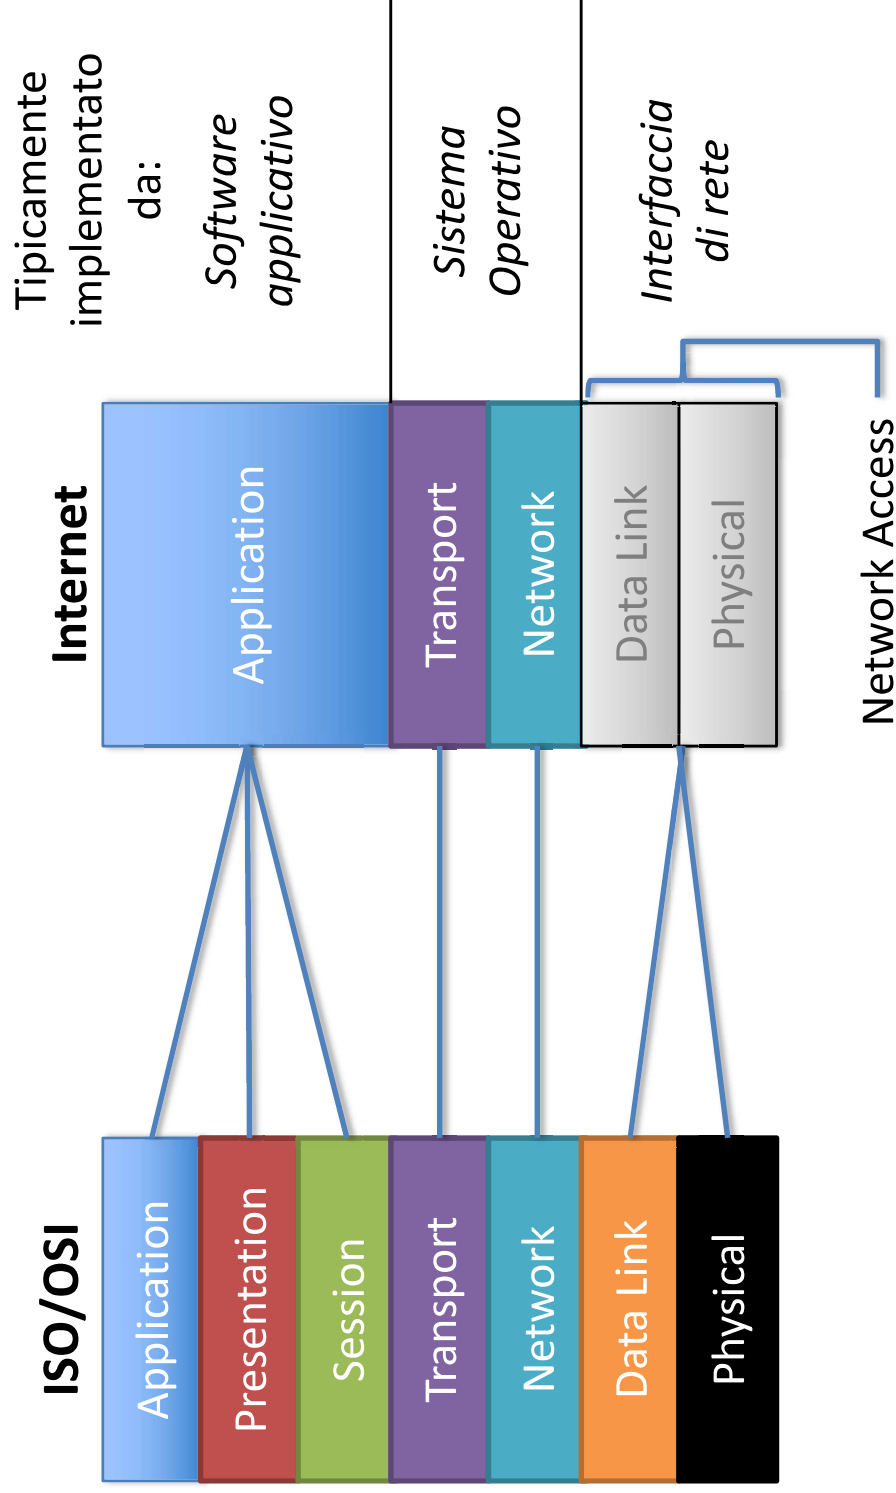 ISO/OSI
Application
Presentation
Session
Transport
Network
Data Link
Physical
Internet
Application
Transport
Network
Data Link
Physical
Network Access
Tipicamente
implementato
da:
Software
applicativo
Sistema
Operativo
Interfaccia
di rete